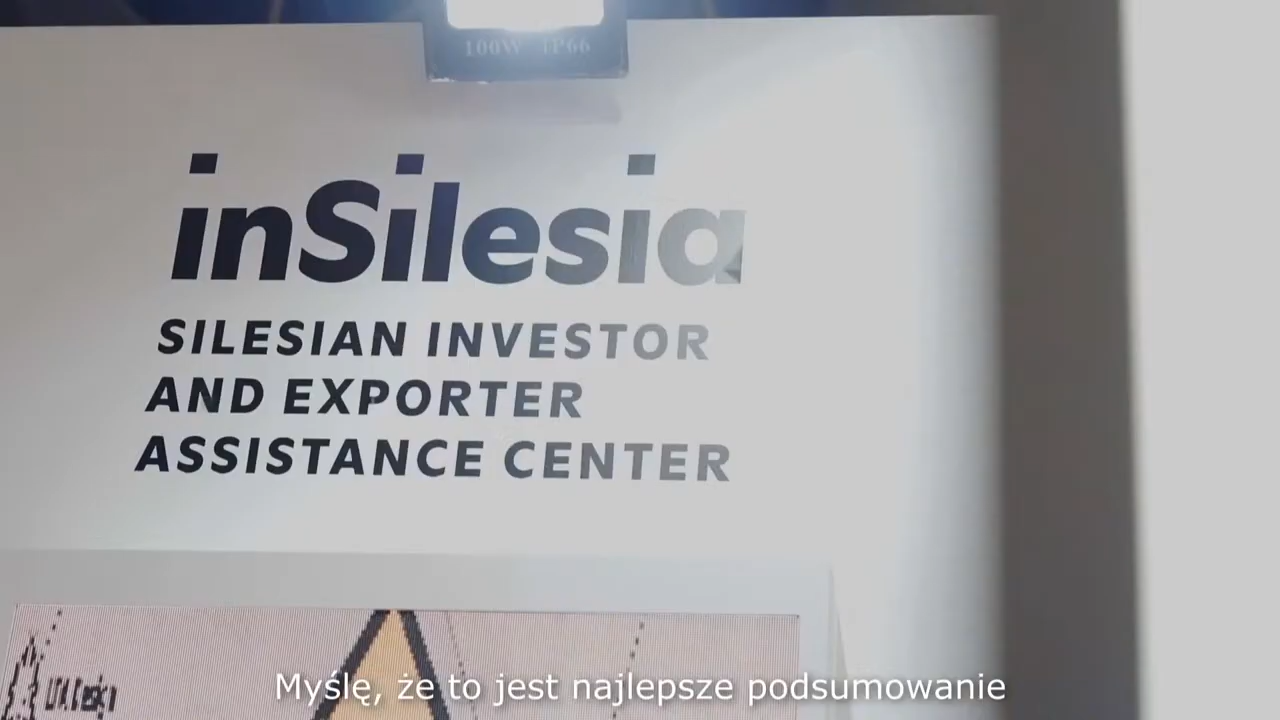 100W IP66
inSilesia
SILESIAN INVESTOR
AND EXPORTER
ASSISTANCE CENTER
Myślę, że to jest najlepsze podsumowanie